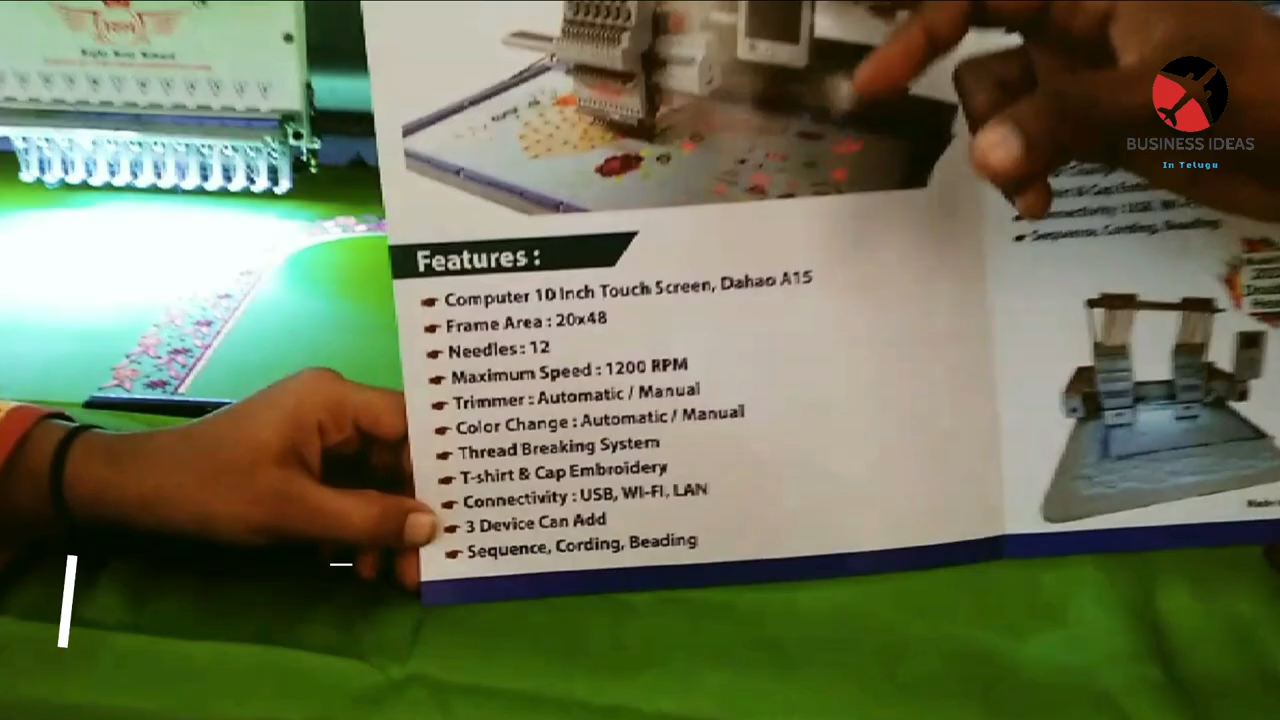 BUSINESS IDEAS
In Telugu
Features :
Computer 10 Inch Touch Screen, Dahao A15
Frame Area : 20x48
Needles : 12
Maximum Speed : 1200 RPM
Trimmer : Automatic / Manual
Color Change : Automatic / Manual
Thread Breaking System
T-shirt & Cap Embroidery
Connectivity : USB, WI-FI, LAN
3 Device Can Add
Sequence, Cording, Beading
Connectivity : USB,
Sequence, Cording, Beading